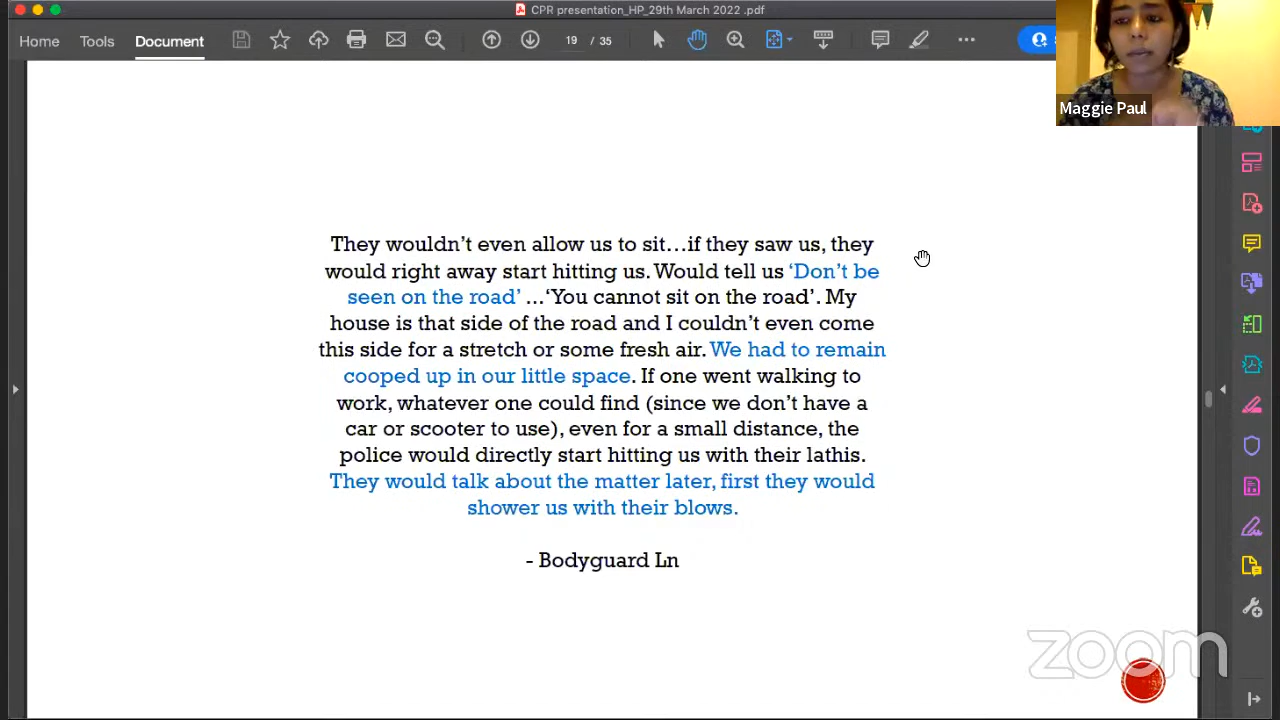 CPR presentation_HP_29th March 2022 .pdf
Home Tools Document 19 / 35
Maggie Paul
They wouldn't even allow us to sit...if they saw us, they
would right away start hitting us. Would tell us ‘Don’t be
seen on the road’ ...‘You cannot sit on the road’. My
house is that side of the road and I couldn’t even come
this side for a stretch or some fresh air. We had to remain
cooped up in our little space. If one went walking to
work, whatever one could find (since we don’t have a
car or scooter to use), even for a small distance, the
police would directly start hitting us with their lathis.
They would talk about the matter later, first they would
shower us with their blows.
- Bodyguard Ln
zoom